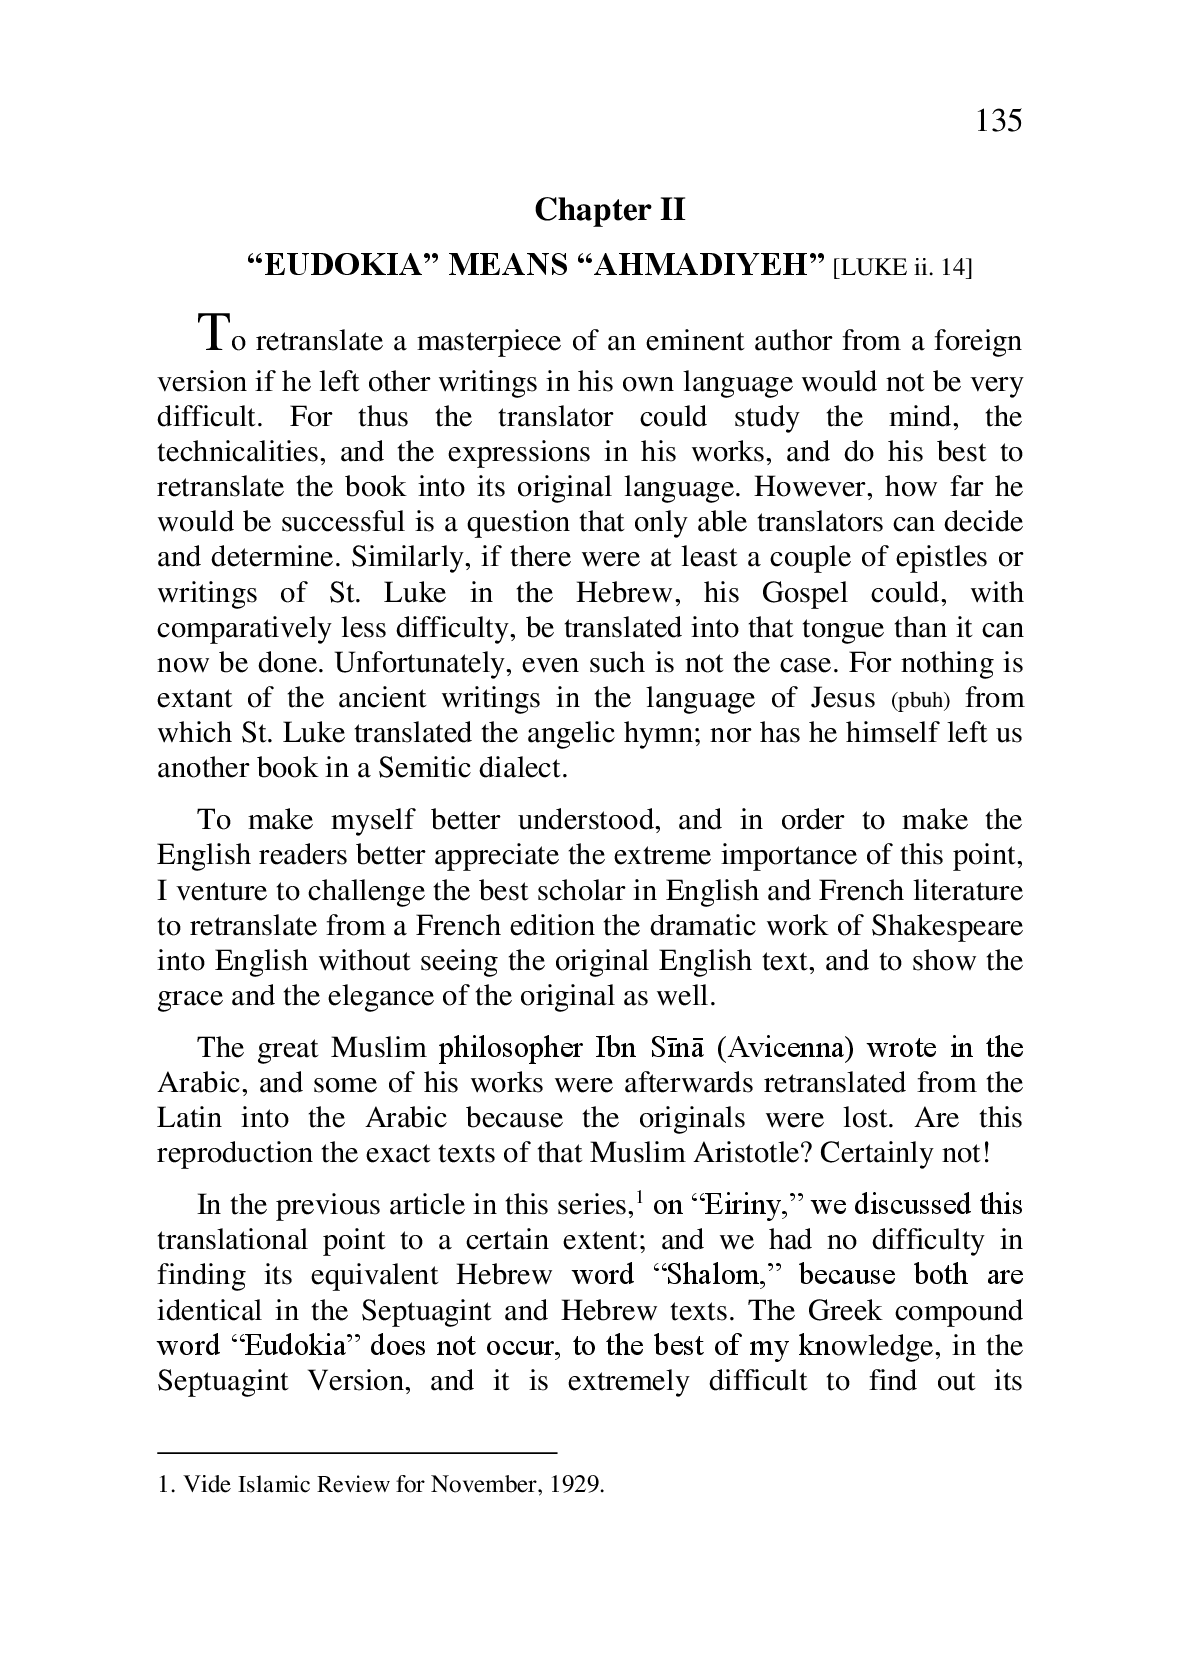 135
Chapter II
“EUDOKIA” MEANS “AHMADIYEH” [LUKE ii. 14]
To retranslate a masterpiece of an eminent author from a foreign
version if he left other writings in his own language would not be very
difficult. For thus the translator could study the mind, the
technicalities, and the expressions in his works, and do his best to
retranslate the book into its original language. However, how far he
would be successful is a question that only able translators can decide
and determine. Similarly, if there were at least a couple of epistles or
writings of St. Luke in the Hebrew, his Gospel could, with
comparatively less difficulty, be translated into that tongue than it can
now be done. Unfortunately, even such is not the case. For nothing is
extant of the ancient writings in the language of Jesus (pbuh) from
which St. Luke translated the angelic hymn; nor has he himself left us
another book in a Semitic dialect.
To make myself better understood, and in order to make the
English readers better appreciate the extreme importance of this point,
I venture to challenge the best scholar in English and French literature
to retranslate from a French edition the dramatic work of Shakespeare
into English without seeing the original English text, and to show the
grace and the elegance of the original as well.
The great Muslim philosopher Ibn Sīnā (Avicenna) wrote in the
Arabic, and some of his works were afterwards retranslated from the
Latin into the Arabic because the originals were lost. Are this
reproduction the exact texts of that Muslim Aristotle? Certainly not!
In the previous article in this series,1 on “Eiriny,” we discussed this
translational point to a certain extent; and we had no difficulty in
finding its equivalent Hebrew word “Shalom,” because both are
identical in the Septuagint and Hebrew texts. The Greek compound
word “Eudokia” does not occur, to the best of my knowledge, in the
Septuagint Version, and it is extremely difficult to find out its
1. Vide Islamic Review for November, 1929.